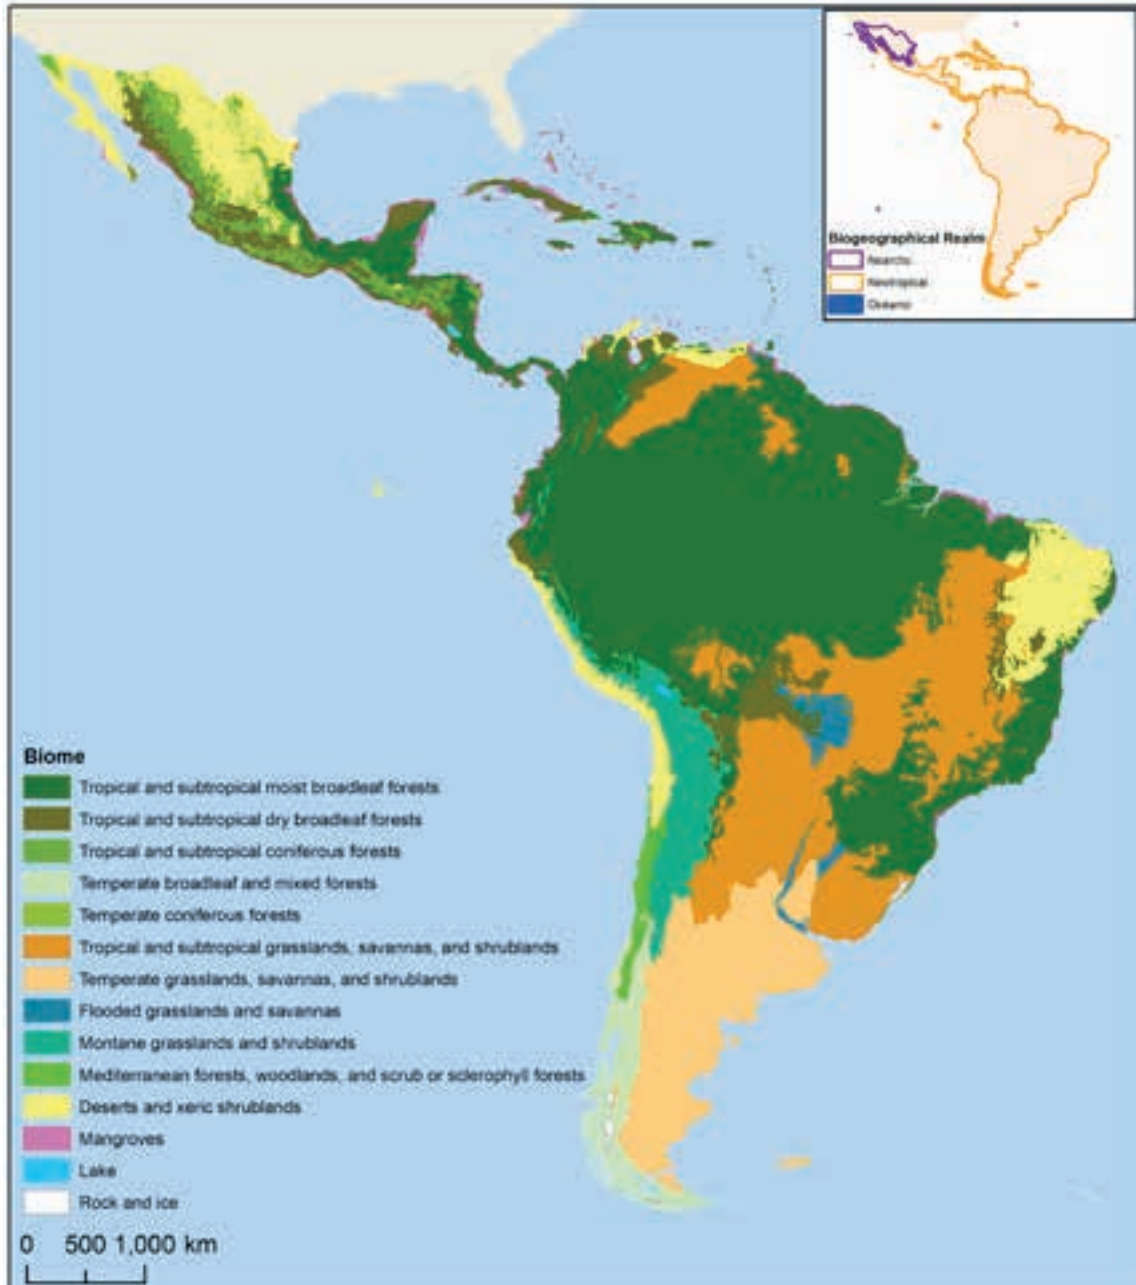 Biogeographical Realm
Nearctic
Neotropical
Oceanic
Biome
Tropical and subtropical moist broadleaf forests
Tropical and subtropical dry broadleaf forests
Tropical and subtropical coniferous forests
Temperate broadleaf and mixed forests
Temperate coniferous forests
Tropical and subtropical grasslands, savannas, and shrublands
Temperate grasslands, savannas, and shrublands
Flooded grasslands and savannas
Montane grasslands and shrublands
Mediterranean forests, woodlands, and scrub or sclerophyll forests
Deserts and xeric shrublands
Mangroves
Lake
Rock and ice
0 500 1,000 km